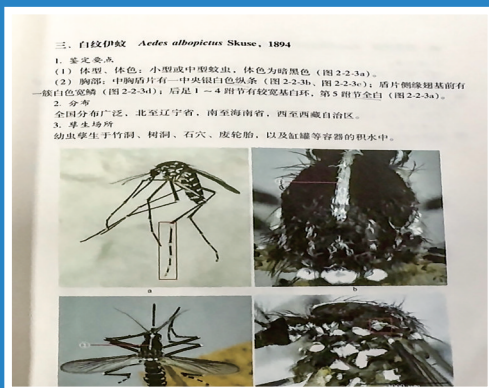 三、白纹伊蚊 Aedes albopictus Skuse, 1894
1. 鉴定要点
(1) 体型、体色：小型或中型蚊虫，体色为暗黑色（图 2-2-3a）。
(2) 胸部：中胸盾片有一中央银白色纵条（图 2-2-3b、图 2-2-3c）；盾片侧缘翅基前有
一簇白色宽鳞（图 2-2-3d）；后足 1～4 跗节有较宽基白环，第 5 跗节全白（图 2-2-3a）。
2. 分布
全国分布广泛，北至辽宁省，南至海南省，西至西藏自治区。
3. 孳生场所
幼虫孳生于竹洞、树洞、石穴、废轮胎，以及缸罐等容器的积水中。
a
b